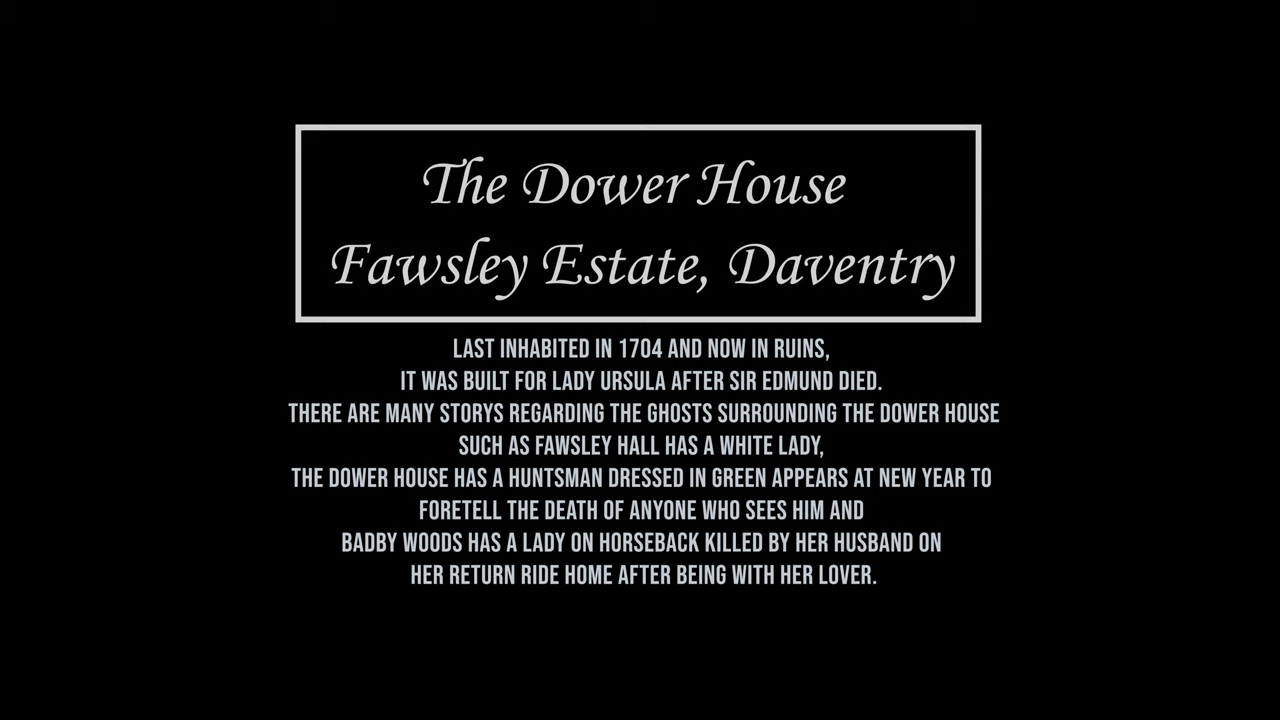 The Dower House
Fawsley Estate, Daventry
LAST INHABITED IN 1704 AND NOW IN RUINS,
IT WAS BUILT FOR LADY URSULA AFTER SIR EDMUND DIED.
THERE ARE MANY STORYS REGARDING THE GHOSTS SURROUNDING THE DOWER HOUSE
SUCH AS FAWSLEY HALL HAS A WHITE LADY,
THE DOWER HOUSE HAS A HUNTSMAN DRESSED IN GREEN APPEARS AT NEW YEAR TO
FORETELL THE DEATH OF ANYONE WHO SEES HIM AND
BADBY WOODS HAS A LADY ON HORSEBACK KILLED BY HER HUSBAND ON
HER RETURN RIDE HOME AFTER BEING WITH HER LOVER.